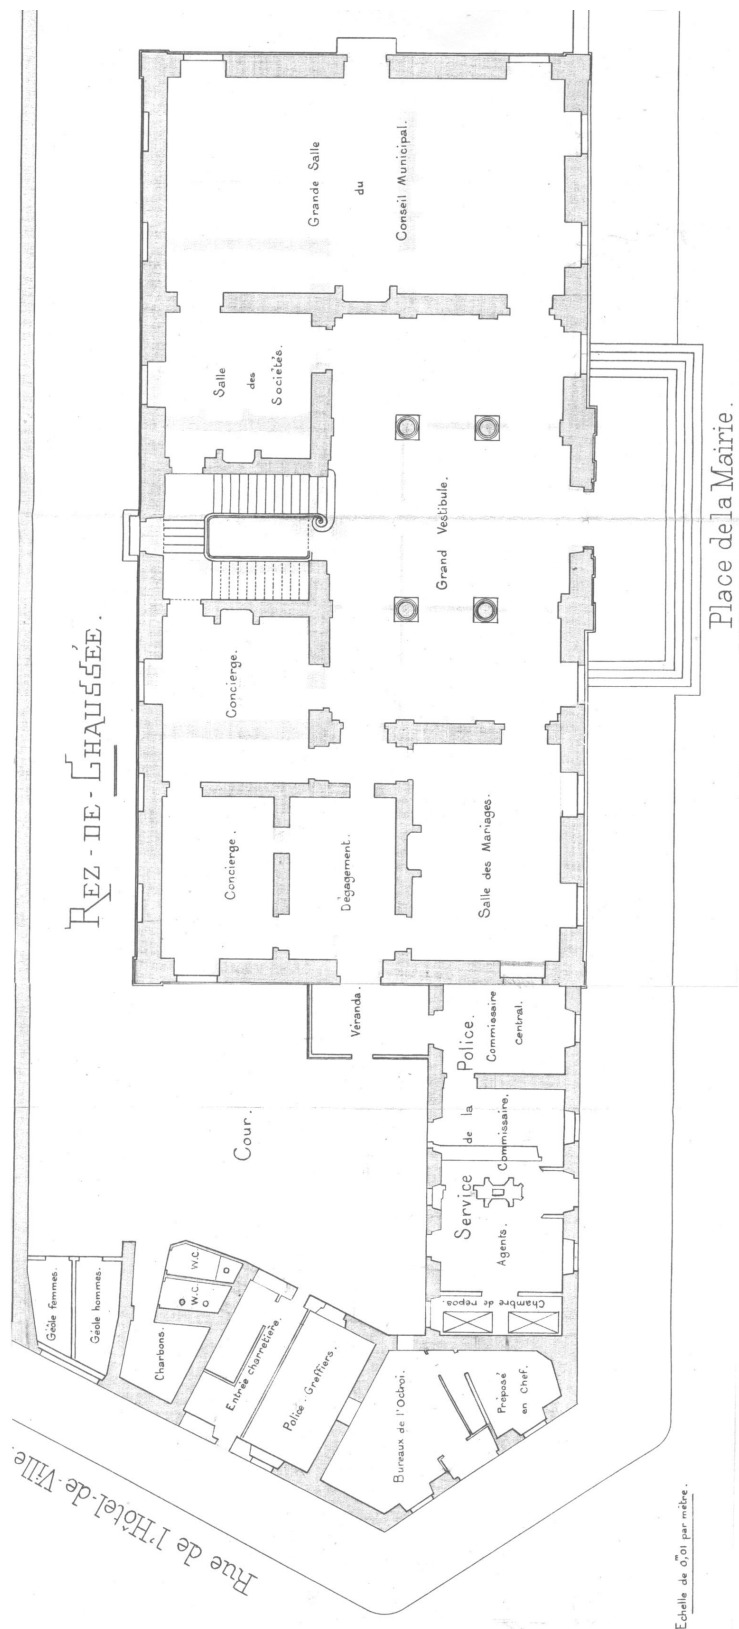 REZ-DE-CHAUSSÉE.
Grande Salle
du
Conseil Municipal.
Salle
des
Sociétés.
Grand Vestibule.
Place de la Mairie.
Concierge.
Concierge.
Dégagement.
Salle des Mariages.
Véranda.
Cour.
Service de la Police.
Commissaire
Central.
Commissaire.
Agents.
Chambre de repos.
Géôle femmes.
Géôle hommes.
W.C.
W.C.
Charbons.
Entrée charretière.
Police. Greffiers.
Bureaux de l'Octroi.
Préposé
en Chef.
Rue de l'Hôtel-de-Ville.
Echelle de 0,01 par mètre.
m